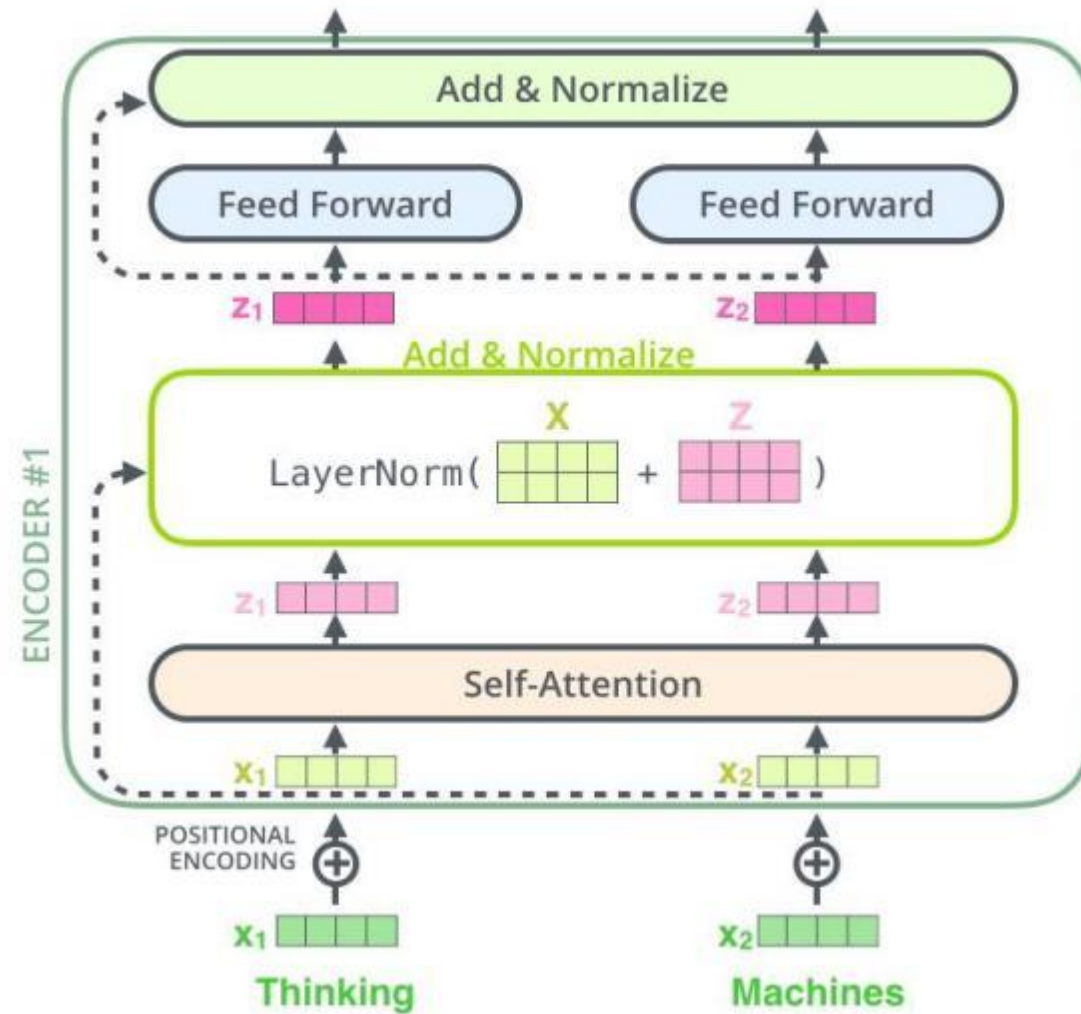 Add & Normalize
Feed Forward Feed Forward
z₁ z₂
Add & Normalize
X Z
LayerNorm( + )
ENCODER #1
z₁ z₂
Self-Attention
x₁ x₂
POSITIONAL
ENCODING
x₁ x₂
Thinking Machines